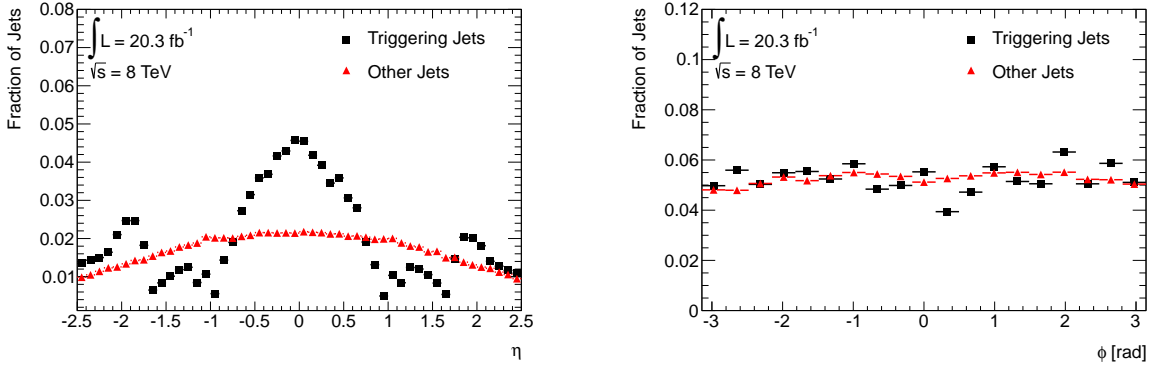 Fraction of Jets
0.08
0.07
0.06
0.05
0.04
0.03
0.02
0.01
∫L = 20.3 fb⁻¹
√s = 8 TeV
Triggering Jets
Other Jets
-2.5 -2 -1.5 -1 -0.5 0 0.5 1 1.5 2 2.5
η
Fraction of Jets
0.12
0.1
0.08
0.06
0.04
0.02
0
∫L = 20.3 fb⁻¹
√s = 8 TeV
Triggering Jets
Other Jets
-3 -2 -1 0 1 2 3
ϕ [rad]